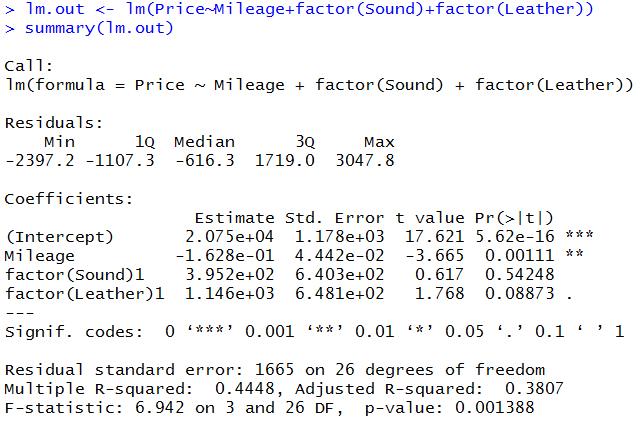 > lm.out <- lm(Price~Mileage+factor(Sound)+factor(Leather))
> summary(lm.out)
Call:
lm(formula = Price ~ Mileage + factor(Sound) + factor(Leather))
Residuals:
    Min      1Q  Median      3Q     Max
-2397.2 -1107.3  -616.3  1719.0  3047.8
Coefficients:
                   Estimate Std. Error t value Pr(>|t|)
(Intercept)       2.075e+04  1.178e+03  17.621 5.62e-16 ***
Mileage          -1.628e-01  4.442e-02  -3.665  0.00111 **
factor(Sound)1    3.952e+02  6.403e+02   0.617  0.54248
factor(Leather)1  1.146e+03  6.481e+02   1.768  0.08873 .
---
Signif. codes:  0 ‘***’ 0.001 ‘**’ 0.01 ‘*’ 0.05 ‘.’ 0.1 ‘ ’ 1
Residual standard error: 1665 on 26 degrees of freedom
Multiple R-squared:  0.4448, Adjusted R-squared:  0.3807
F-statistic: 6.942 on 3 and 26 DF,  p-value: 0.001388